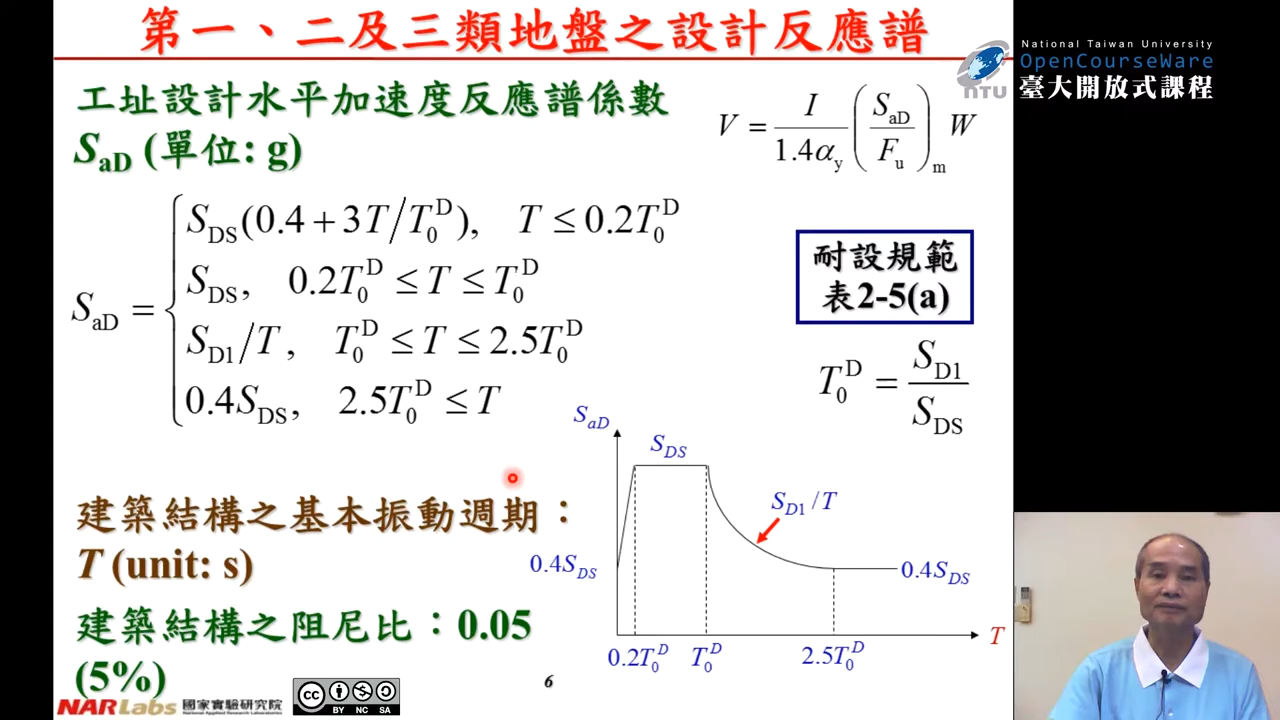 第一、二及三類地盤之設計反應譜
National Taiwan University
OpenCourseWare
臺大開放式課程
NTU
工址設計水平加速度反應譜係數
SaD (單位: g)
V = I/(1.4αy) (SaD/Fu)m W
SaD = { SDS(0.4 + 3T/T0D), T ≤ 0.2T0D
SDS, 0.2T0D ≤ T ≤ T0D
SD1/T, T0D ≤ T ≤ 2.5T0D
0.4SDS, 2.5T0D ≤ T
耐設規範
表2-5(a)
T0D = SD1/SDS
SaD
SDS
SD1 / T
0.4SDS
0.4SDS
T
0.2T0D
T0D
2.5T0D
建築結構之基本振動週期：
T (unit: s)
建築結構之阻尼比：0.05
(5%)
NARLabs 國家實驗研究院
National Applied Research Laboratories
cc
BY NC SA
6